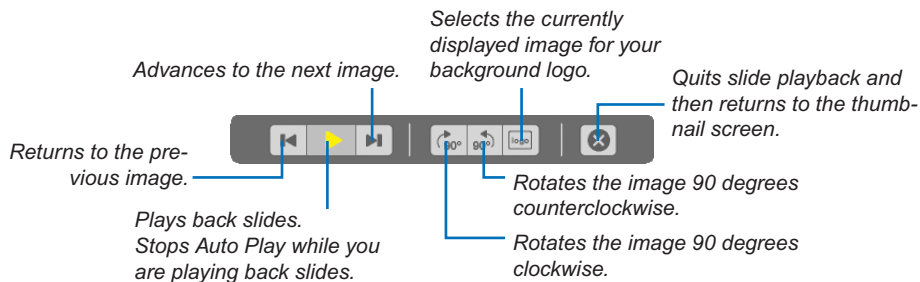 Selects the currently
displayed image for your
background logo.
Advances to the next image.
Quits slide playback and
then returns to the thumb-
nail screen.
90° 90° logo
Returns to the pre-
vious image.
Plays back slides.
Stops Auto Play while you
are playing back slides.
Rotates the image 90 degrees
counterclockwise.
Rotates the image 90 degrees
clockwise.